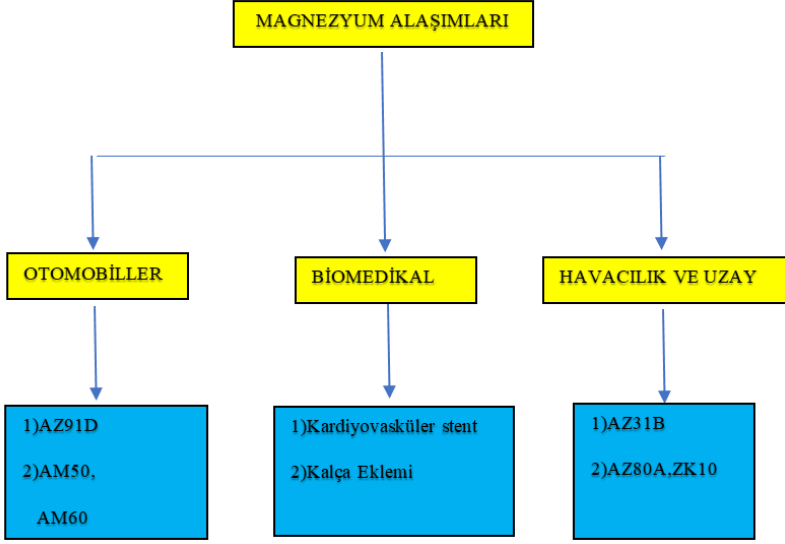 MAGNEZYUM ALAŞIMLARI
OTOMOBİLLER
BİOMEDİKAL
HAVACILIK VE UZAY
1)AZ91D
2)AM50,
AM60
1)Kardiyovasküler stent
2)Kalça Eklemi
1)AZ31B
2)AZ80A,ZK10